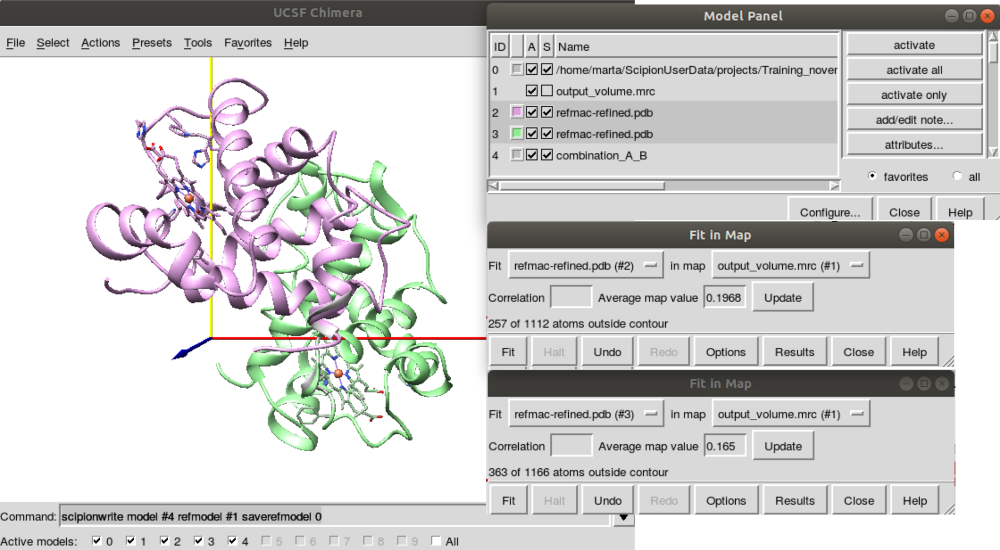 UCSF Chimera
File Select Actions Presets Tools Favorites Help
Model Panel
ID A S Name
0 /home/marta/ScipionUserData/projects/Training_nover
1 output_volume.mrc
2 refmac-refined.pdb
3 refmac-refined.pdb
4 combination_A_B
activate
activate all
activate only
add/edit note...
attributes...
favorites all
Configure... Close Help
Fit in Map
Fit refmac-refined.pdb (#2) in map output_volume.mrc (#1)
Correlation Average map value 0.1968 Update
257 of 1112 atoms outside contour
Fit Halt Undo Redo Options Results Close Help
Fit in Map
Fit refmac-refined.pdb (#3) in map output_volume.mrc (#1)
Correlation Average map value 0.165 Update
363 of 1166 atoms outside contour
Fit Halt Undo Redo Options Results Close Help
Command: scipionwrite model #4 refmodel #1 saverefmodel 0
Active models: 0 1 2 3 4 5 6 7 8 9 All